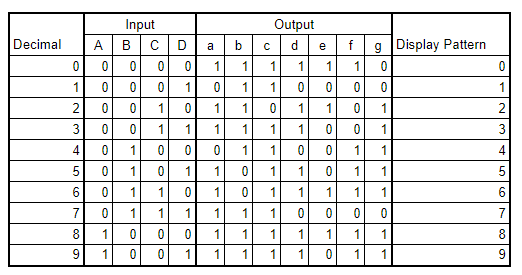 Input Output
Decimal A B C D a b c d e f g Display Pattern
0 0 0 0 0 1 1 1 1 1 1 0 0
1 0 0 0 1 0 1 1 0 0 0 0 1
2 0 0 1 0 1 1 0 1 1 0 1 2
3 0 0 1 1 1 1 1 1 0 0 1 3
4 0 1 0 0 0 1 1 0 0 1 1 4
5 0 1 0 1 1 0 1 1 0 1 1 5
6 0 1 1 0 1 0 1 1 1 1 1 6
7 0 1 1 1 1 1 1 0 0 0 0 7
8 1 0 0 0 1 1 1 1 1 1 1 8
9 1 0 0 1 1 1 1 1 0 1 1 9